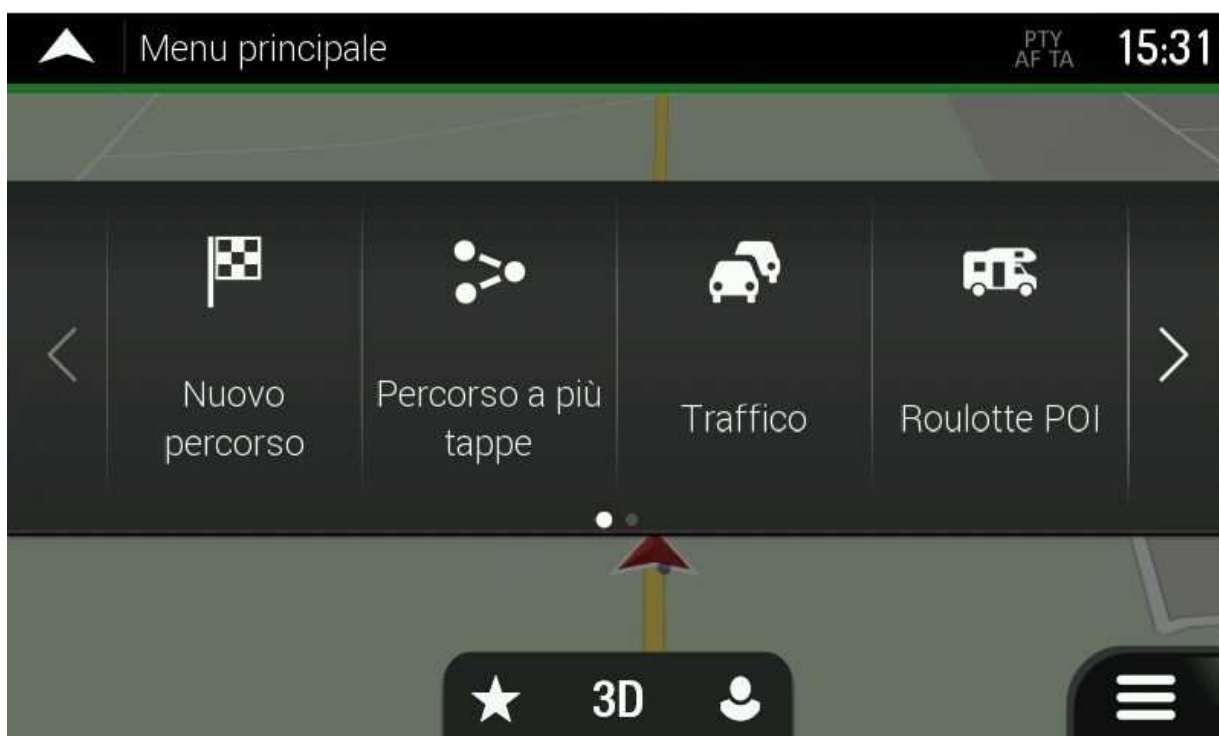 Menu principale
PTY
AF TA
15:31
Nuovo
percorso
Percorso a più
tappe
Traffico
Roulotte POI
3D